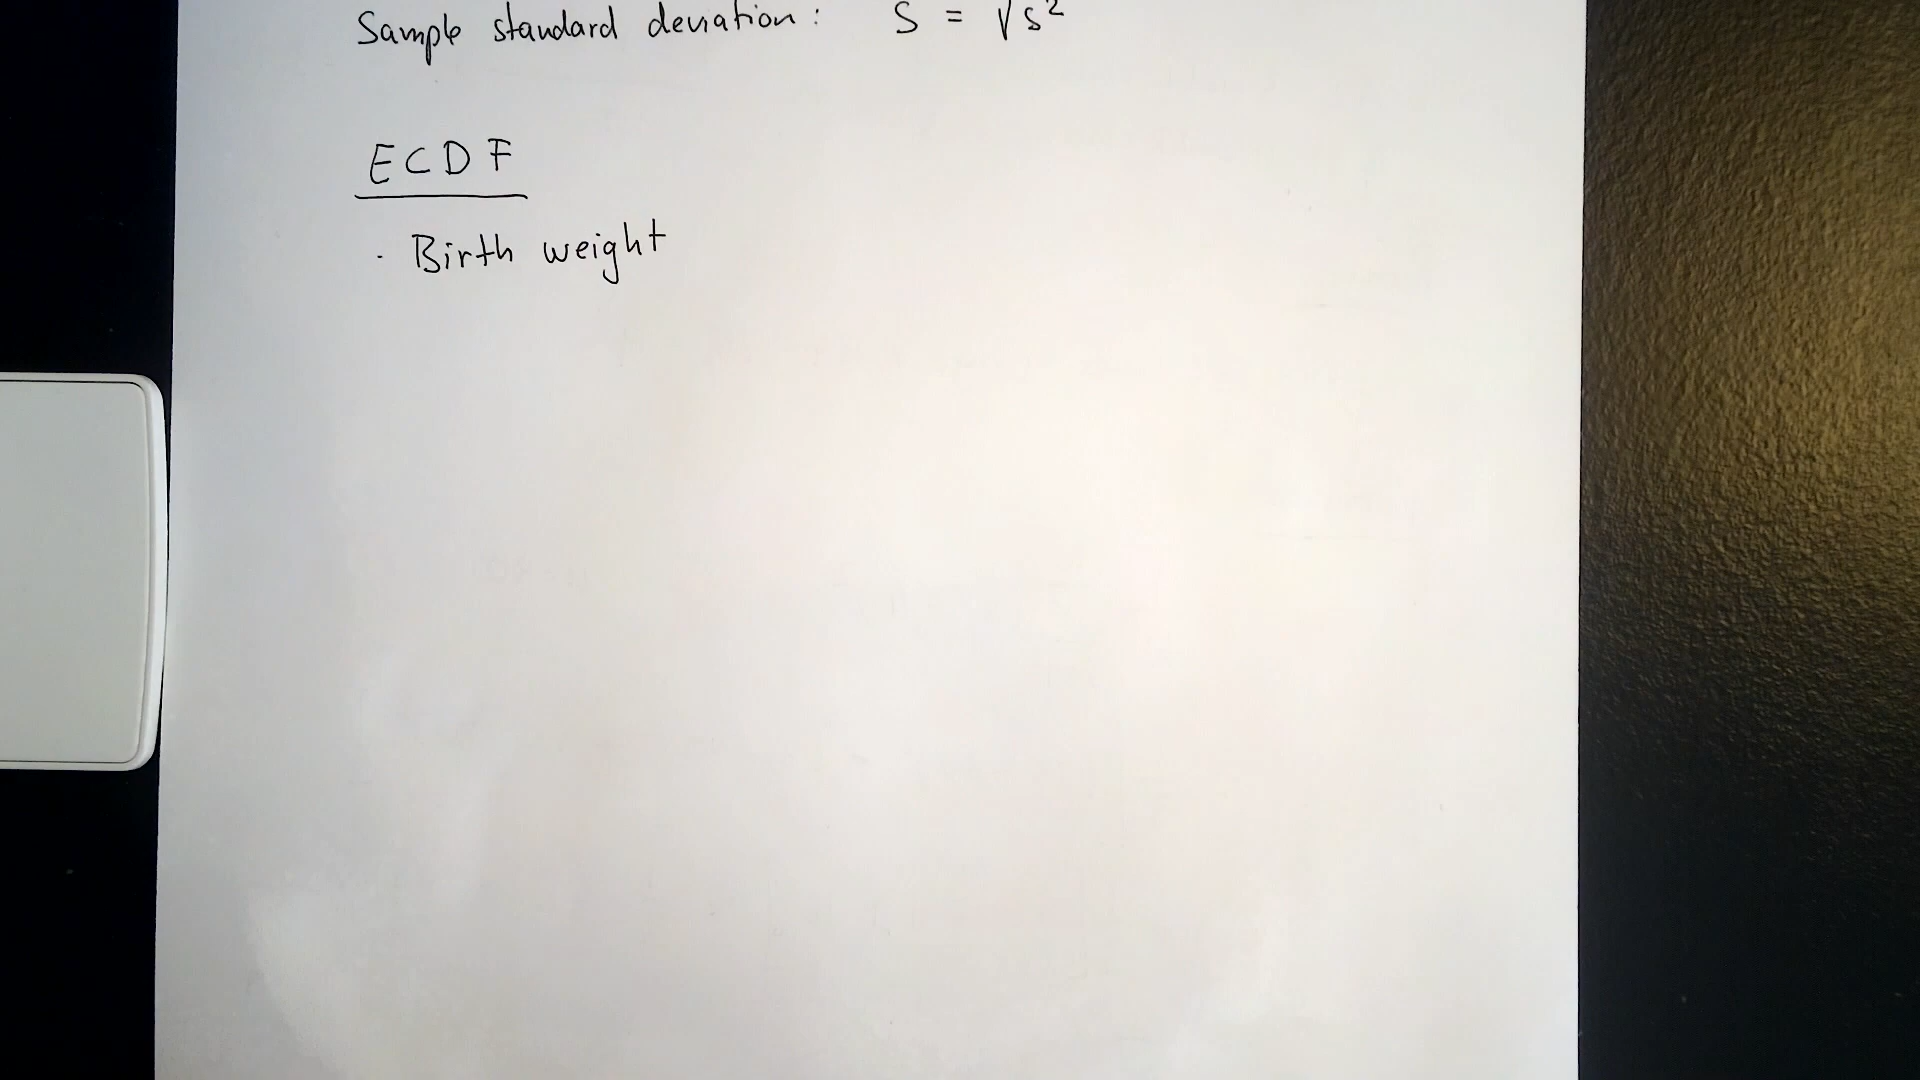 Sample standard deviation: S = √s²
ECDF
· Birth weight